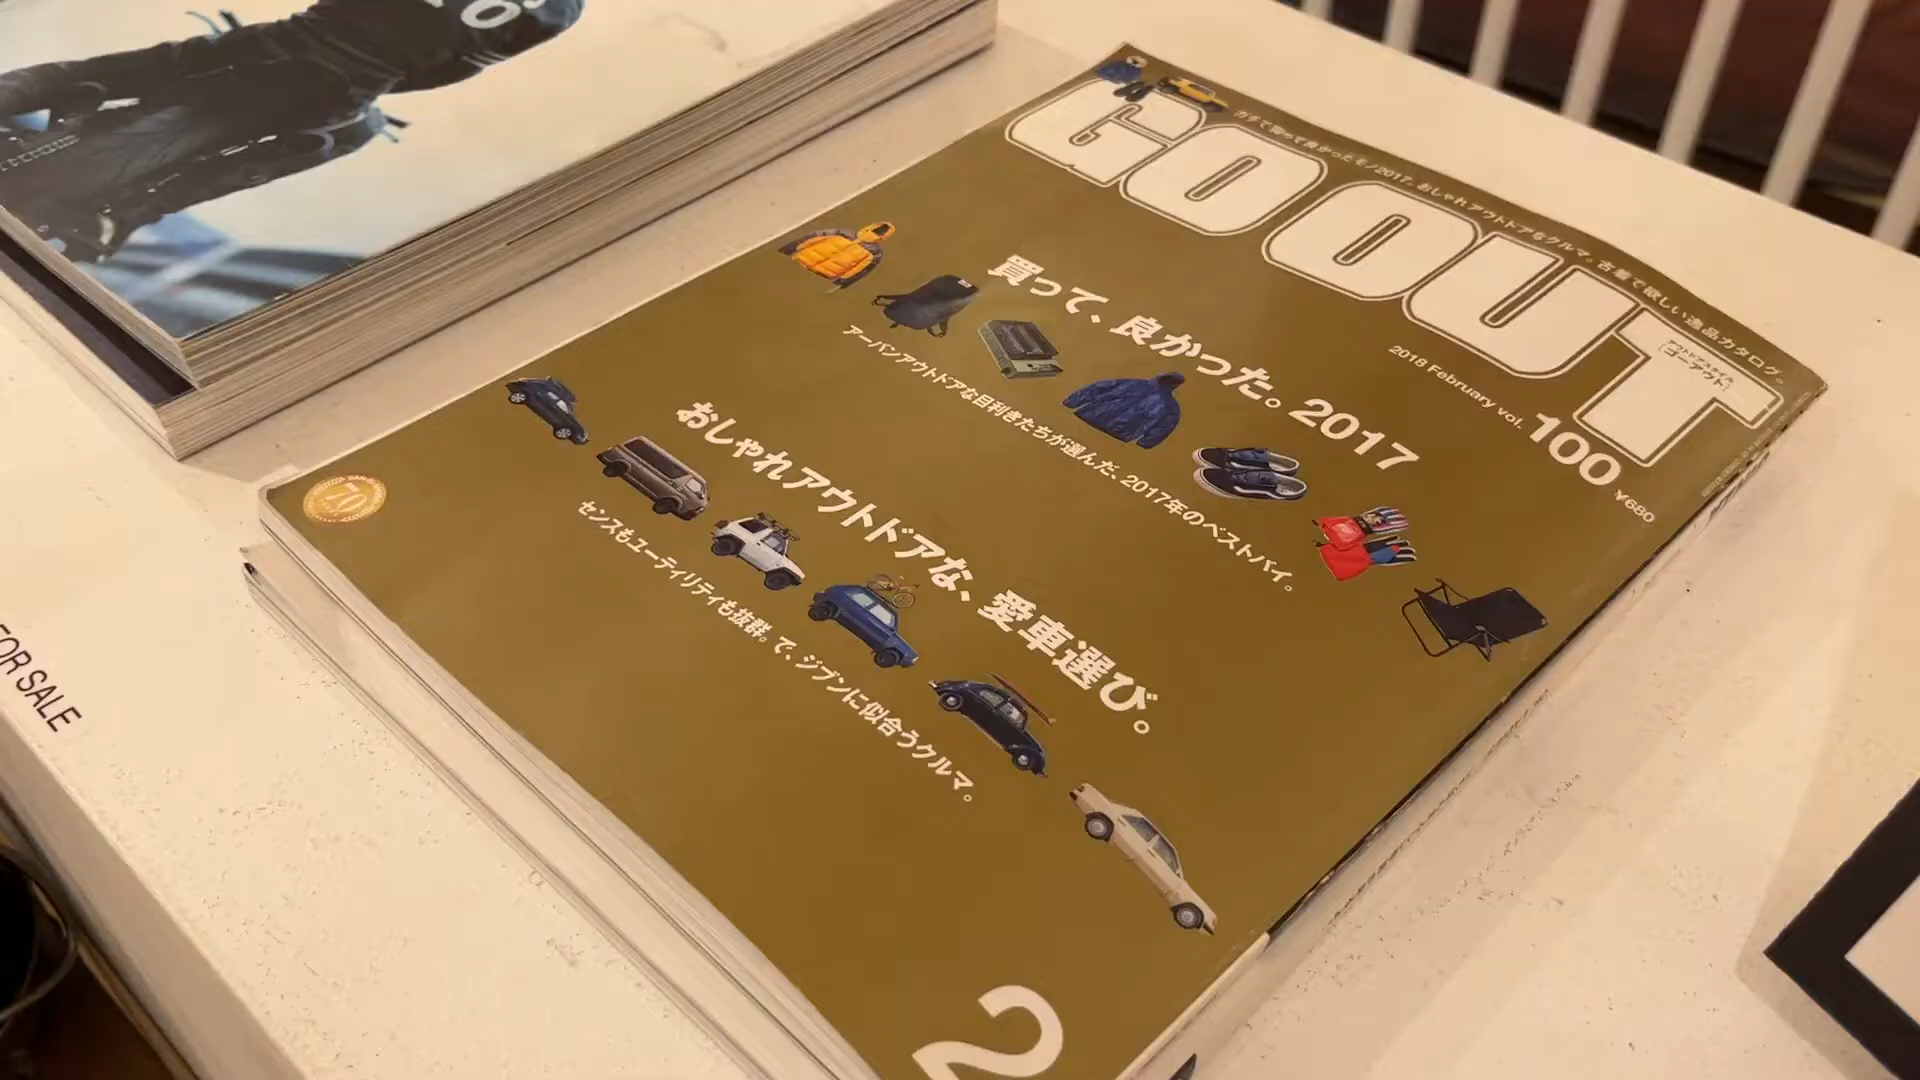 ガチで買って良かったモノ2017。おしゃれアウトドアなクルマ。古着で欲しい逸品カタログ。
GO OUT
アウトドアスタイル
ゴーアウト
2018 February vol. 100 ¥680
買って、良かった。2017
アーバンアウトドアな目利きたちが選んだ、2017年のベストバイ。
おしゃれアウトドアな、愛車選び。
センスもユーティリティも抜群。で、ジブンに似合うクルマ。
70th
2
FOR SALE